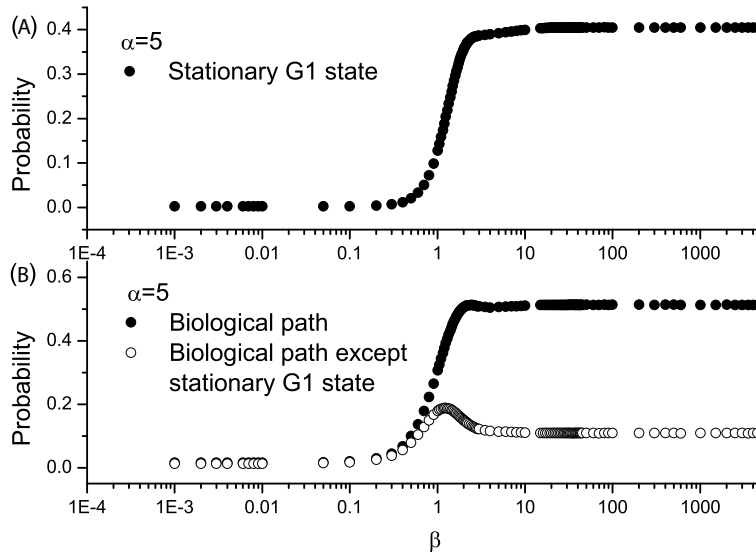 (A)
α=5
Stationary G1 state
Probability
0.4
0.3
0.2
0.1
0.0
1E-4 1E-3 0.01 0.1 1 10 100 1000
(B)
α=5
Biological path
Biological path except
stationary G1 state
Probability
0.6
0.4
0.2
0.0
1E-4 1E-3 0.01 0.1 1 10 100 1000
β